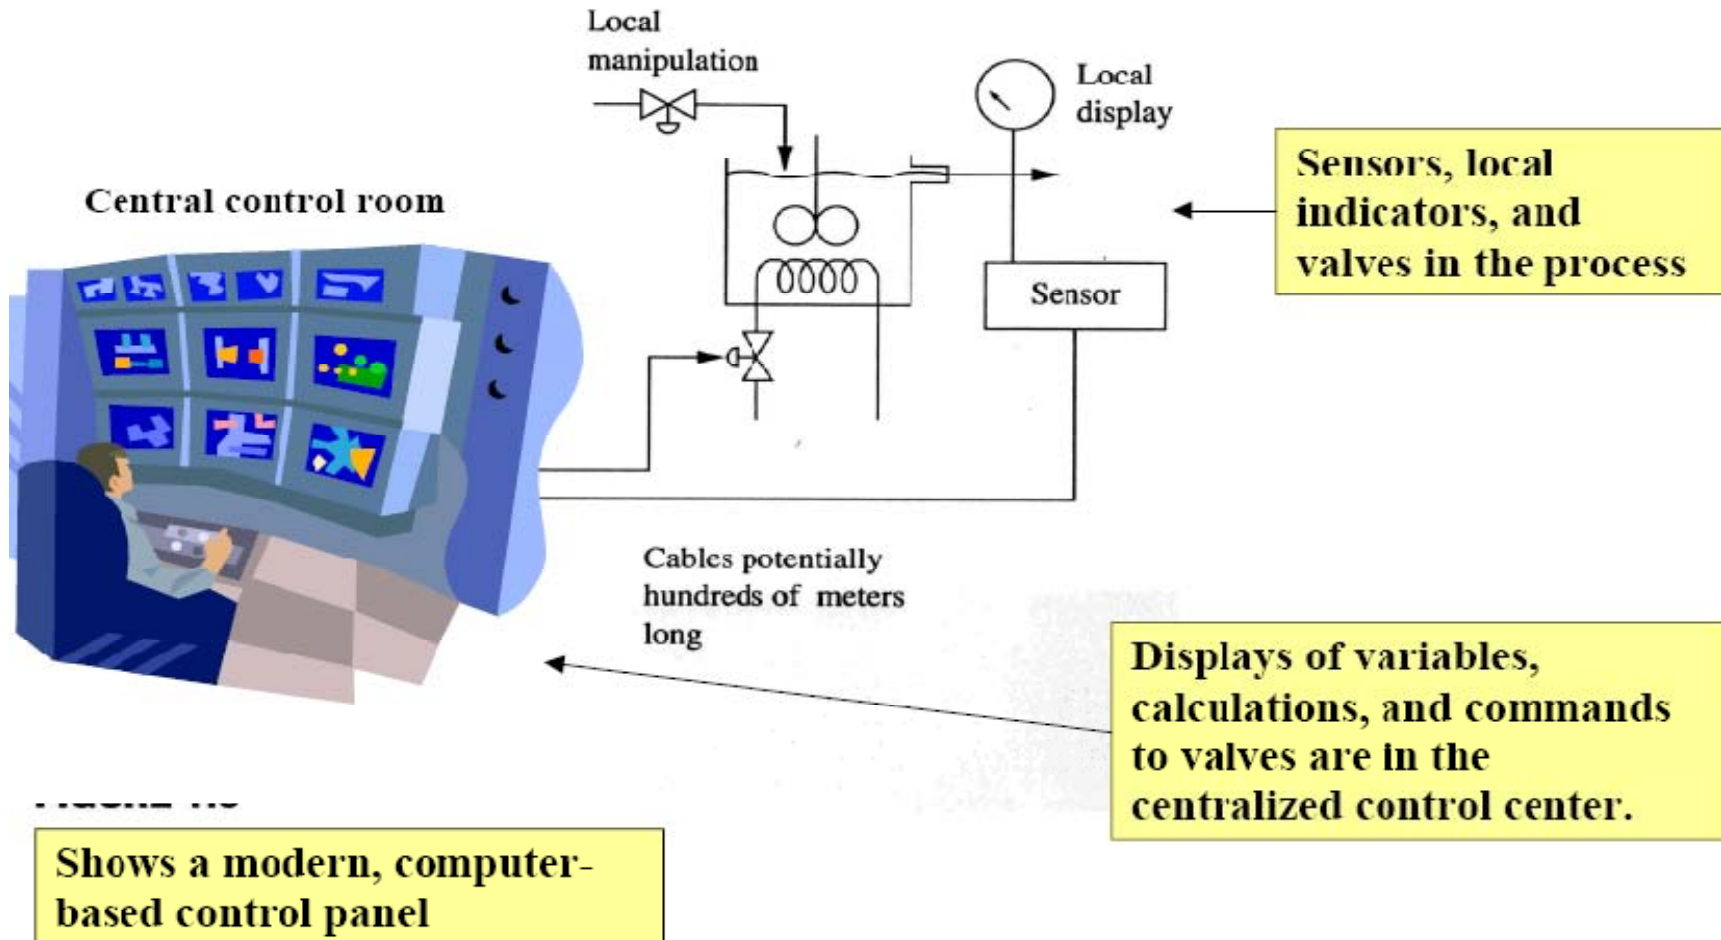 Local
manipulation
Local
display
Sensors, local
indicators, and
valves in the process
Central control room
Sensor
Cables potentially
hundreds of meters
long
Displays of variables,
calculations, and commands
to valves are in the
centralized control center.
Shows a modern, computer-
based control panel